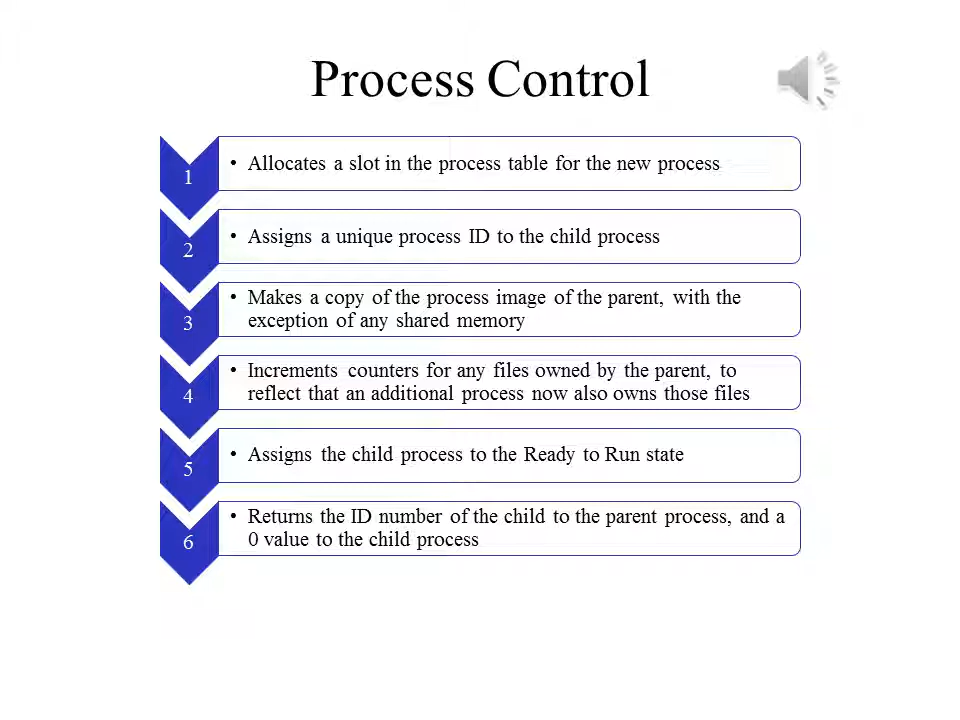 Process Control
1
• Allocates a slot in the process table for the new process
2
• Assigns a unique process ID to the child process
3
• Makes a copy of the process image of the parent, with the
exception of any shared memory
4
• Increments counters for any files owned by the parent, to
reflect that an additional process now also owns those files
5
• Assigns the child process to the Ready to Run state
6
• Returns the ID number of the child to the parent process, and a
0 value to the child process